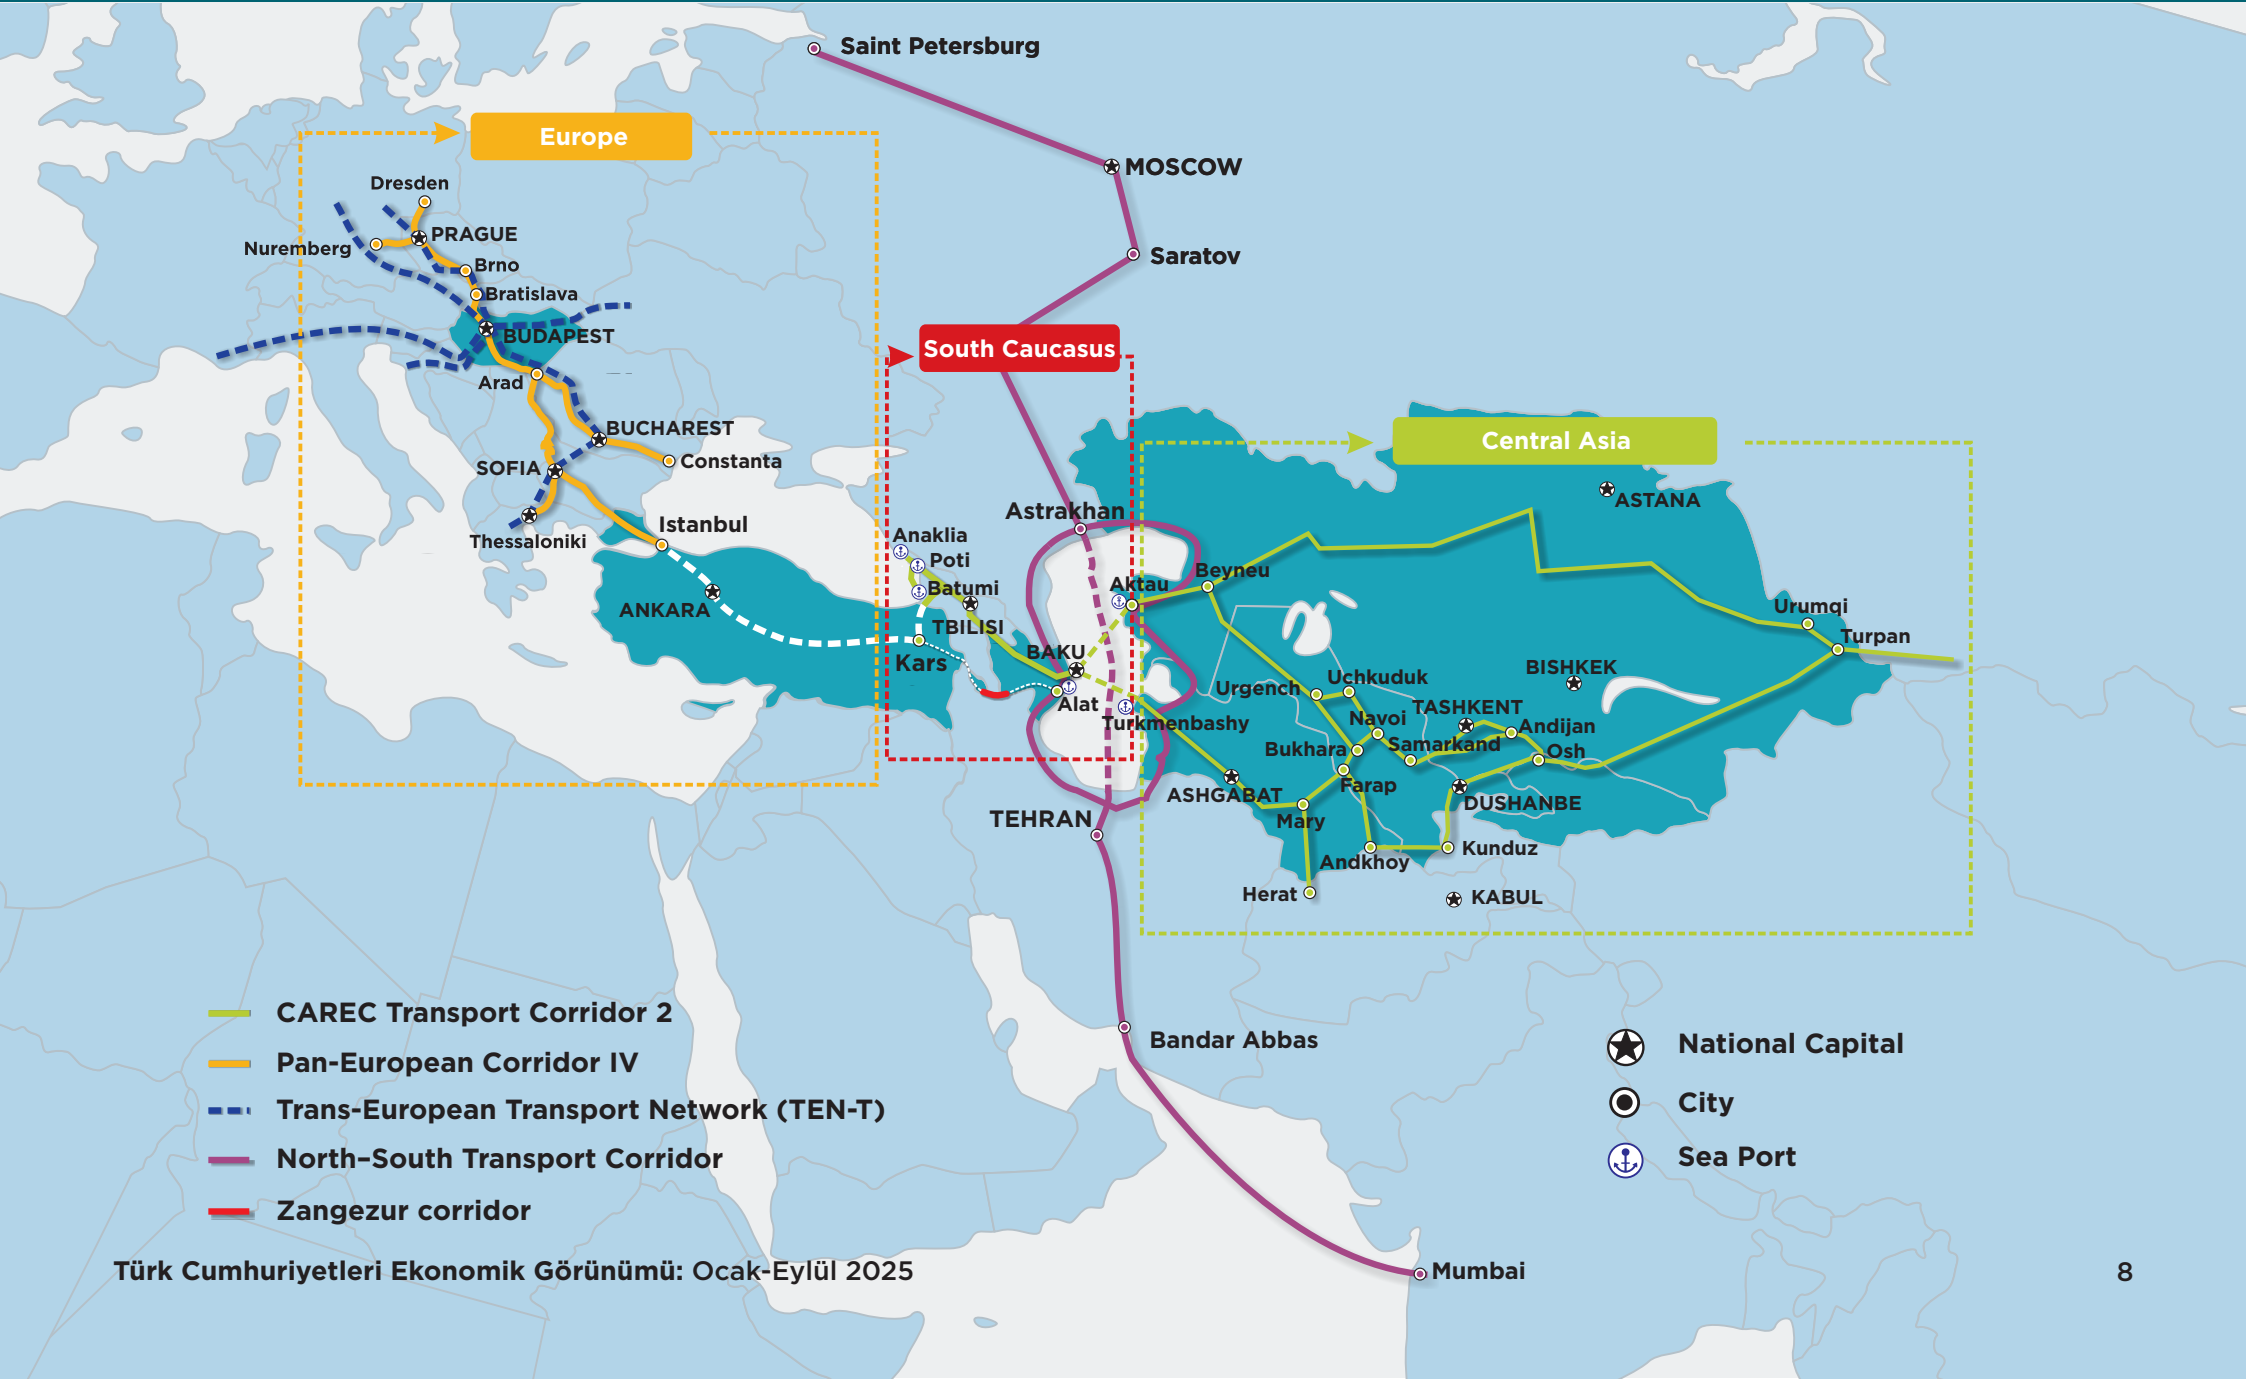 Saint Petersburg
Europe
MOSCOW
Dresden
PRAGUE
Nuremberg
Saratov
Brno
Bratislava
BUDAPEST
South Caucasus
Arad
BUCHAREST
Central Asia
Constanta
SOFIA
ASTANA
Astrakhan
Istanbul
Thessaloniki
Anaklia
Poti
Beyneu
Aktau
Batumi
ANKARA
Urumqi
TBILISI
Turpan
BAKU
Kars
BISHKEK
Uchkuduk
Urgench
Alat
TASHKENT
Navoi
Turkmenbashy
Andijan
Samarkand
Bukhara
Osh
Farap
ASHGABAT
DUSHANBE
TEHRAN
Mary
Kunduz
Andkhoy
Herat
KABUL
CAREC Transport Corridor 2
Pan-European Corridor IV
Trans-European Transport Network (TEN-T)
North–South Transport Corridor
Zangezur corridor
Bandar Abbas
National Capital
City
Sea Port
Mumbai
Türk Cumhuriyetleri Ekonomik Görünümü: Ocak-Eylül 2025
8